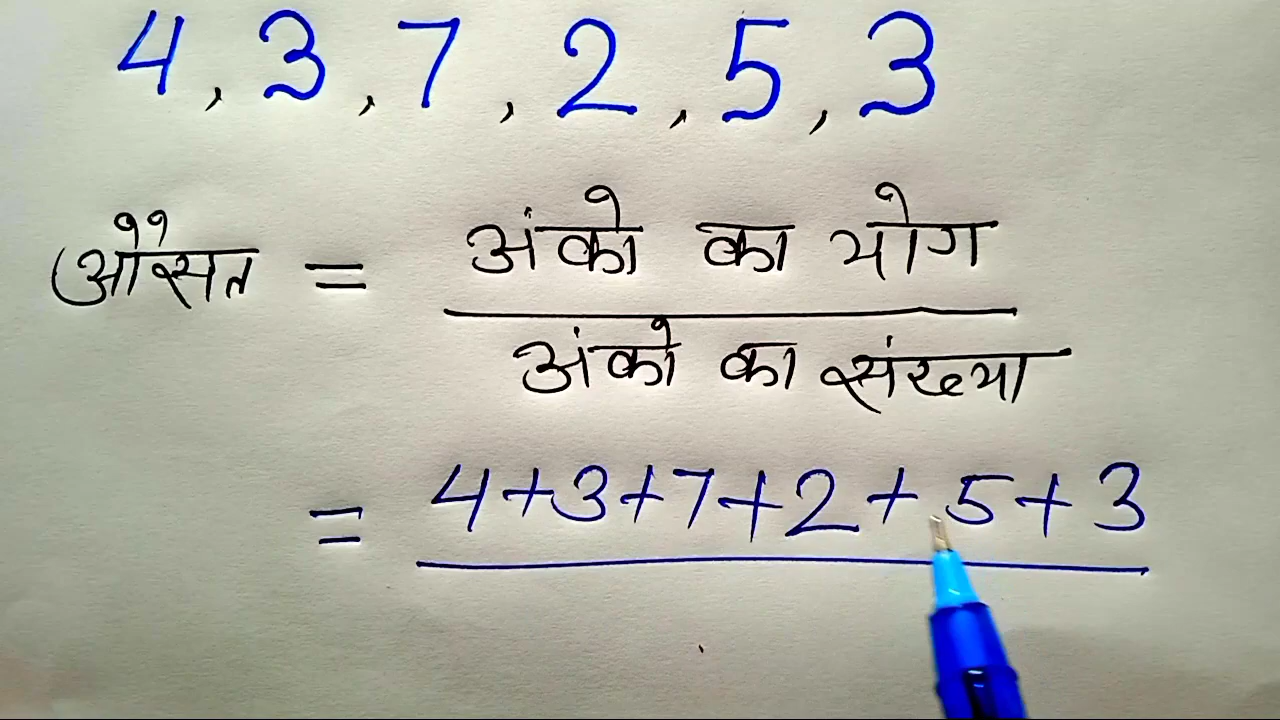 4, 3, 7, 2, 5, 3
औसत = अंको का योग
अंको का संख्या
= 4+3+7+2+5+3